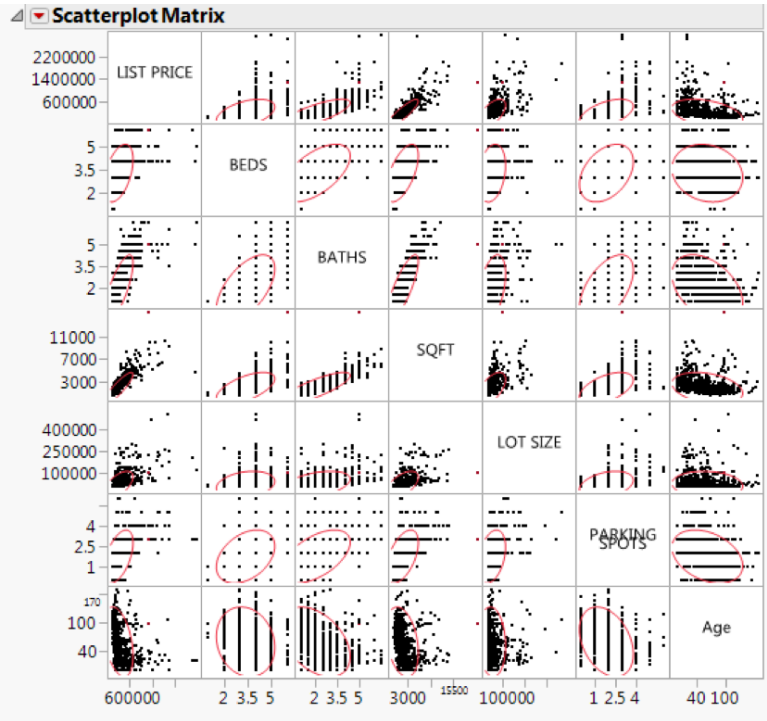 Scatterplot Matrix
2200000
1400000
600000
LIST PRICE
5
3.5
2
BEDS
5
3.5
2
BATHS
11000
7000
3000
SQFT
400000
250000
100000
LOT SIZE
4
2.5
1
PARKING
SPOTS
170
100
40
Age
600000 2 3.5 5 2 3.5 5 3000 15500 100000 1 2.5 4 40 100